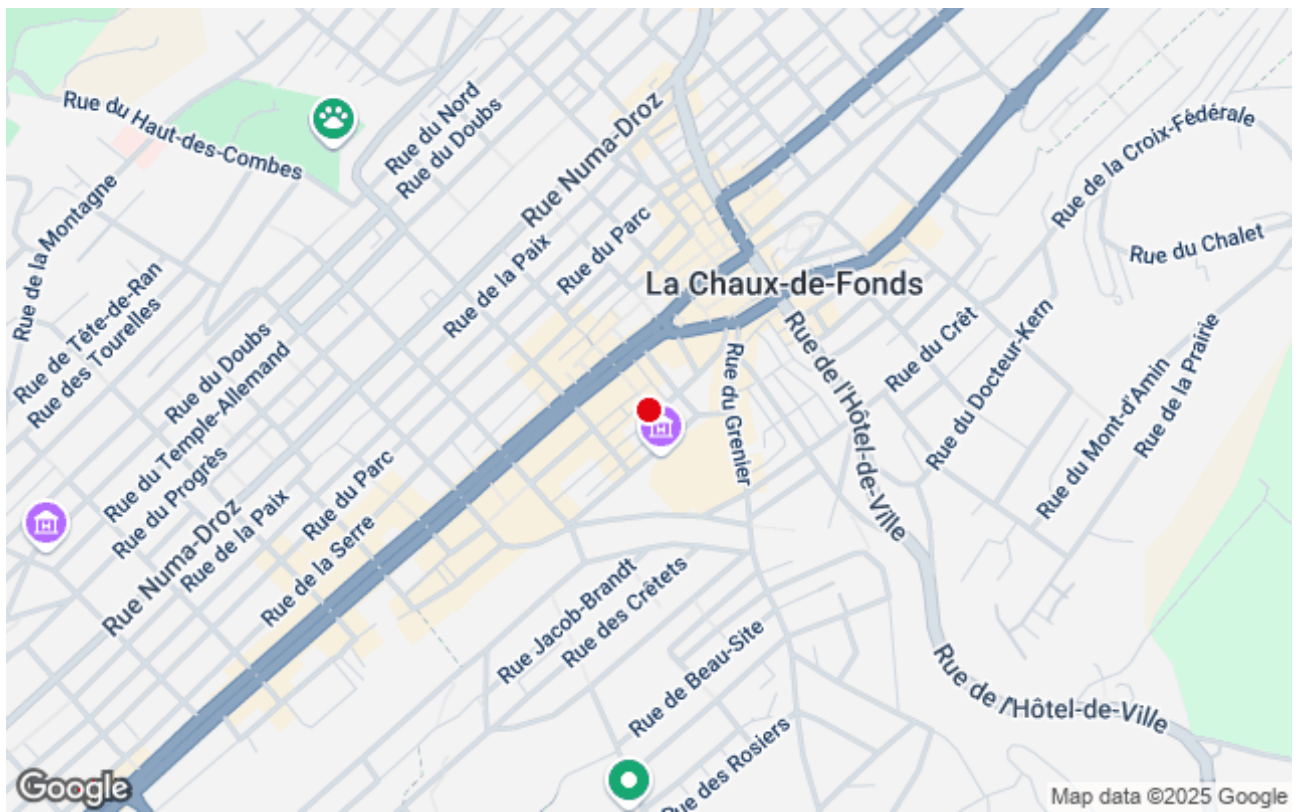 Rue du Haut-des-Combes
Rue du Nord
Rue du Doubs
Rue Numa-Droz
Rue de la Croix-Fédérale
Rue du Chalet
Rue de la Montagne
Rue de la Paix
Rue du Parc
La Chaux-de-Fonds
Rue de Tête-de-Ran
Rue des Tourelles
Rue du Doubs
Rue du Temple-Allemand
Rue du Progrès
Rue Numa-Droz
Rue de la Paix
Rue du Parc
Rue de la Serre
Rue du Grenier
Rue de l'Hôtel-de-Ville
Rue du Crêt
Rue du Docteur-Kern
Rue du Mont-d'Amin
Rue de la Prairie
Rue Jacob-Brandt
Rue des Crêtets
Rue de Beau-Site
Rue des Rosiers
Rue de l'Hôtel-de-Ville
Google
Map data ©2025 Google